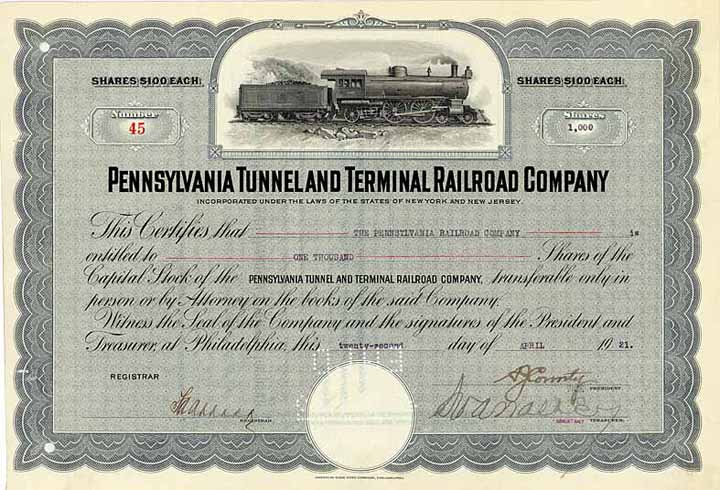 SHARES $100 EACH.
SHARES $100 EACH.
Number
45
Shares
1,000
PENNSYLVANIA TUNNEL AND TERMINAL RAILROAD COMPANY
INCORPORATED UNDER THE LAWS OF THE STATES OF NEW YORK AND NEW JERSEY.
This Certifies that THE PENNSYLVANIA RAILROAD COMPANY is
entitled to ONE THOUSAND Shares of the
Capital Stock of the PENNSYLVANIA TUNNEL AND TERMINAL RAILROAD COMPANY, transferable only in
person or by Attorney on the books of the said Company.
Witness the Seal of the Company and the signatures of the President and
Treasurer, at Philadelphia, this twenty-second day of APRIL 1921.
REGISTRAR
PRESIDENT
REGISTRAR
TREASURER.